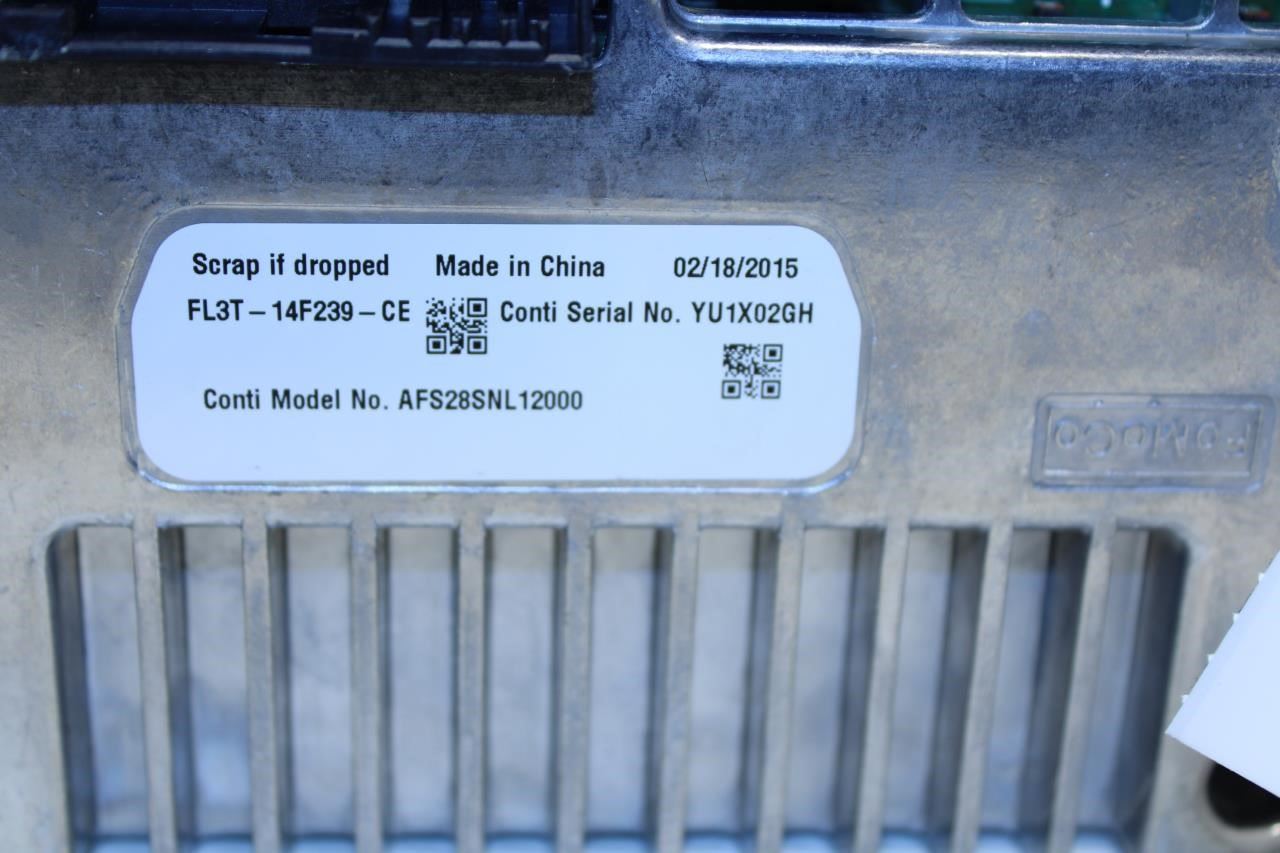 Scrap if dropped Made in China 02/18/2015
FL3T-14F239-CE Conti Serial No. YU1X02GH
Conti Model No. AFS28SNL12000
FoMoCo